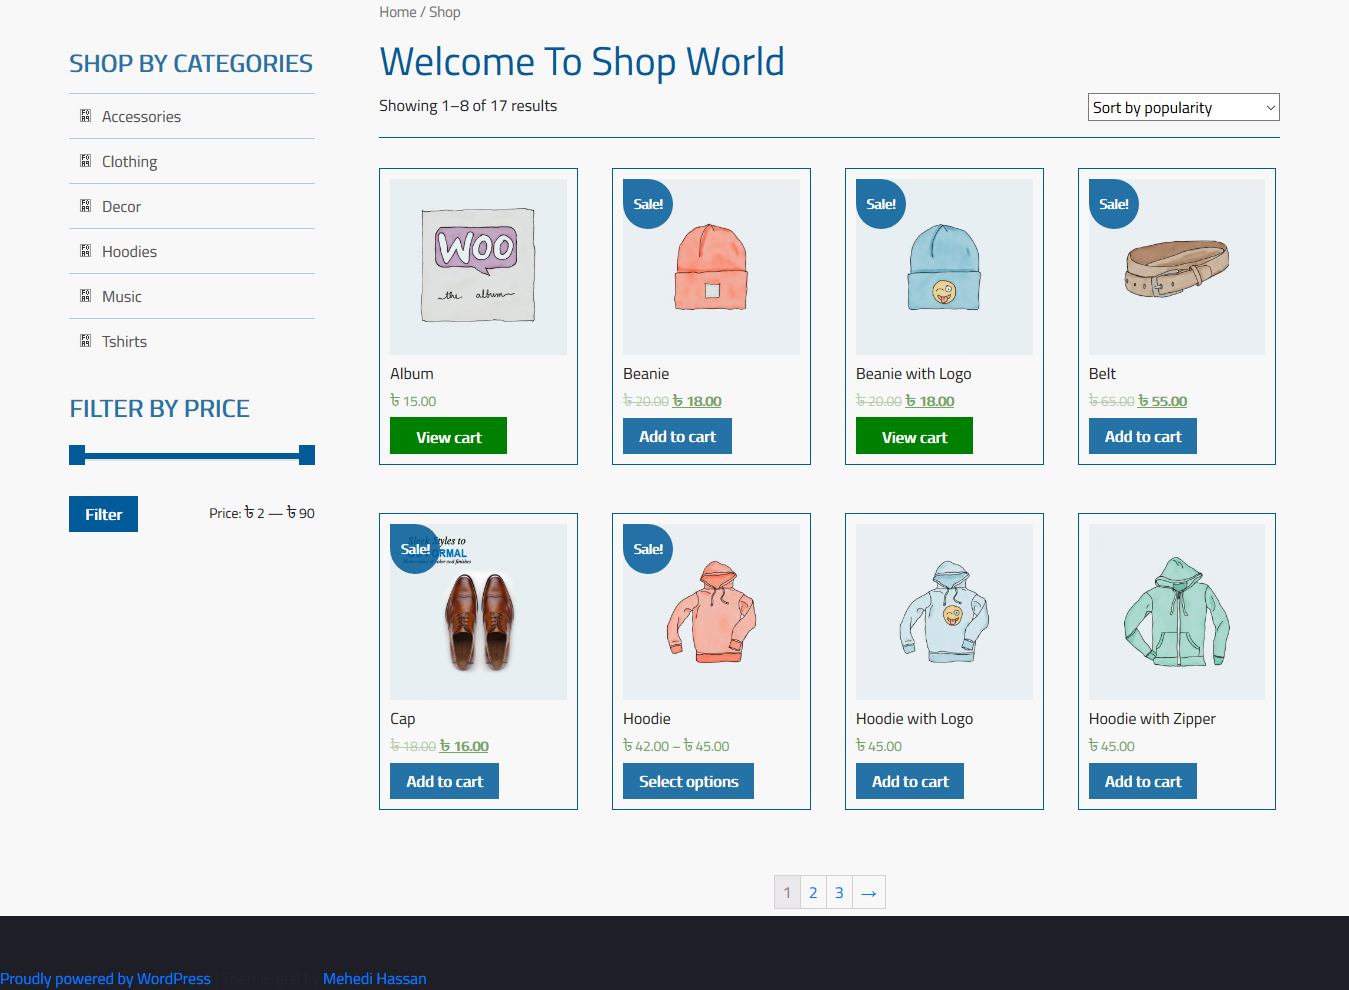 Home / Shop
SHOP BY CATEGORIES
Accessories
Clothing
Decor
Hoodies
Music
Tshirts
FILTER BY PRICE
Filter
Price: ৳ 2 — ৳ 90
Welcome To Shop World
Showing 1–8 of 17 results
Sort by popularity
WOO
the album
Album
৳ 15.00
View cart
Sale!
Beanie
৳ 20.00 ৳ 18.00
Add to cart
Sale!
Beanie with Logo
৳ 20.00 ৳ 18.00
View cart
Sale!
Belt
৳ 65.00 ৳ 55.00
Add to cart
Sale!
Styles to
Cap
৳ 18.00 ৳ 16.00
Add to cart
Sale!
Hoodie
৳ 42.00 – ৳ 45.00
Select options
Hoodie with Logo
৳ 45.00
Add to cart
Hoodie with Zipper
৳ 45.00
Add to cart
1 2 3 →
Proudly powered by WordPress | Theme: gcd by Mehedi Hassan